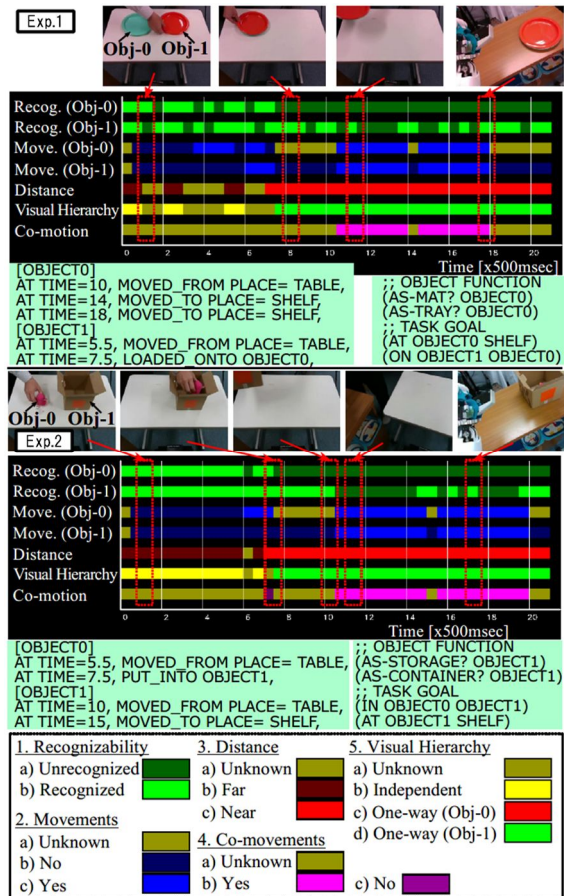 Exp.1
Obj-0 Obj-1
Recog. (Obj-0)
Recog. (Obj-1)
Move. (Obj-0)
Move. (Obj-1)
Distance
Visual Hierarchy
Co-motion
0 2 4 6 8 10 12 14 16 18 20
Time [x500msec]
[OBJECT0]
AT TIME=10, MOVED_FROM PLACE= TABLE,
AT TIME=14, MOVED_TO PLACE= SHELF,
AT TIME=18, MOVED_TO PLACE= SHELF,
[OBJECT1]
AT TIME=5.5, MOVED_FROM PLACE= TABLE,
AT TIME=7.5, LOADED_ONTO OBJECT0,
;; OBJECT FUNCTION
(AS-MAT? OBJECT0)
(AS-TRAY? OBJECT0)
;; TASK GOAL
(AT OBJECT0 SHELF)
(ON OBJECT1 OBJECT0)
Obj-0 Obj-1
Exp.2
Recog. (Obj-0)
Recog. (Obj-1)
Move. (Obj-0)
Move. (Obj-1)
Distance
Visual Hierarchy
Co-motion
0 2 4 6 8 10 12 14 16 18 20
Time [x500msec]
[OBJECT0]
AT TIME=5.5, MOVED_FROM PLACE= TABLE,
AT TIME=7.5, PUT_INTO OBJECT1,
[OBJECT1]
AT TIME=10, MOVED_FROM PLACE= TABLE,
AT TIME=15, MOVED_TO PLACE= SHELF,
;; OBJECT FUNCTION
(AS-STORAGE? OBJECT1)
(AS-CONTAINER? OBJECT1)
;; TASK GOAL
(IN OBJECT0 OBJECT1)
(AT OBJECT1 SHELF)
1. Recognizability
a) Unrecognized
b) Recognized
2. Movements
a) Unknown
b) No
c) Yes
3. Distance
a) Unknown
b) Far
c) Near
4. Co-movements
a) Unknown
b) Yes
c) No
5. Visual Hierarchy
a) Unknown
b) Independent
c) One-way (Obj-0)
d) One-way (Obj-1)